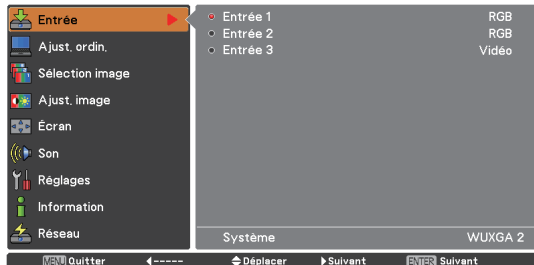 Entrée
Ajust. ordin.
Sélection image
Ajust. image
Écran
Son
Réglages
Information
Réseau
Entrée 1 RGB
Entrée 2 RGB
Entrée 3 Vidéo
Système WUXGA 2
MENU Quitter ----- Déplacer Suivant ENTER Suivant